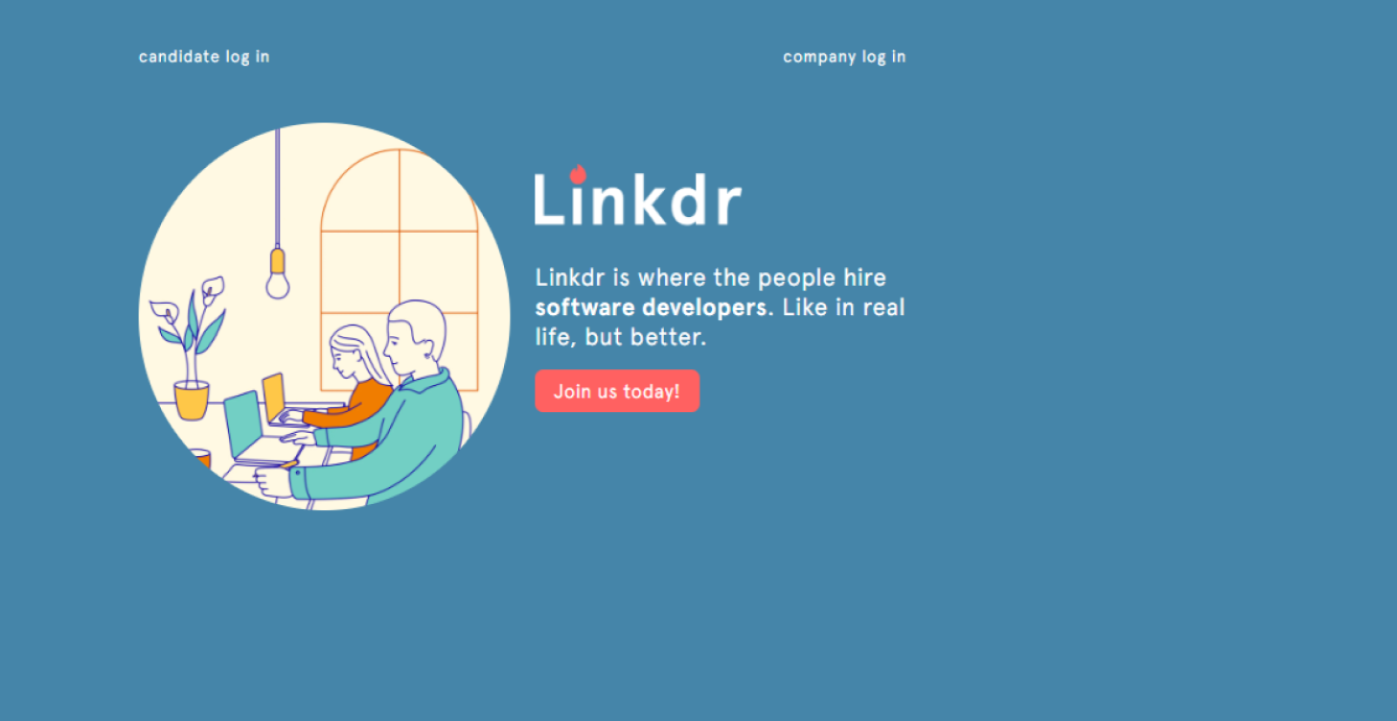 candidate log in
company log in
Linkdr
Linkdr is where the people hire
software developers. Like in real
life, but better.
Join us today!